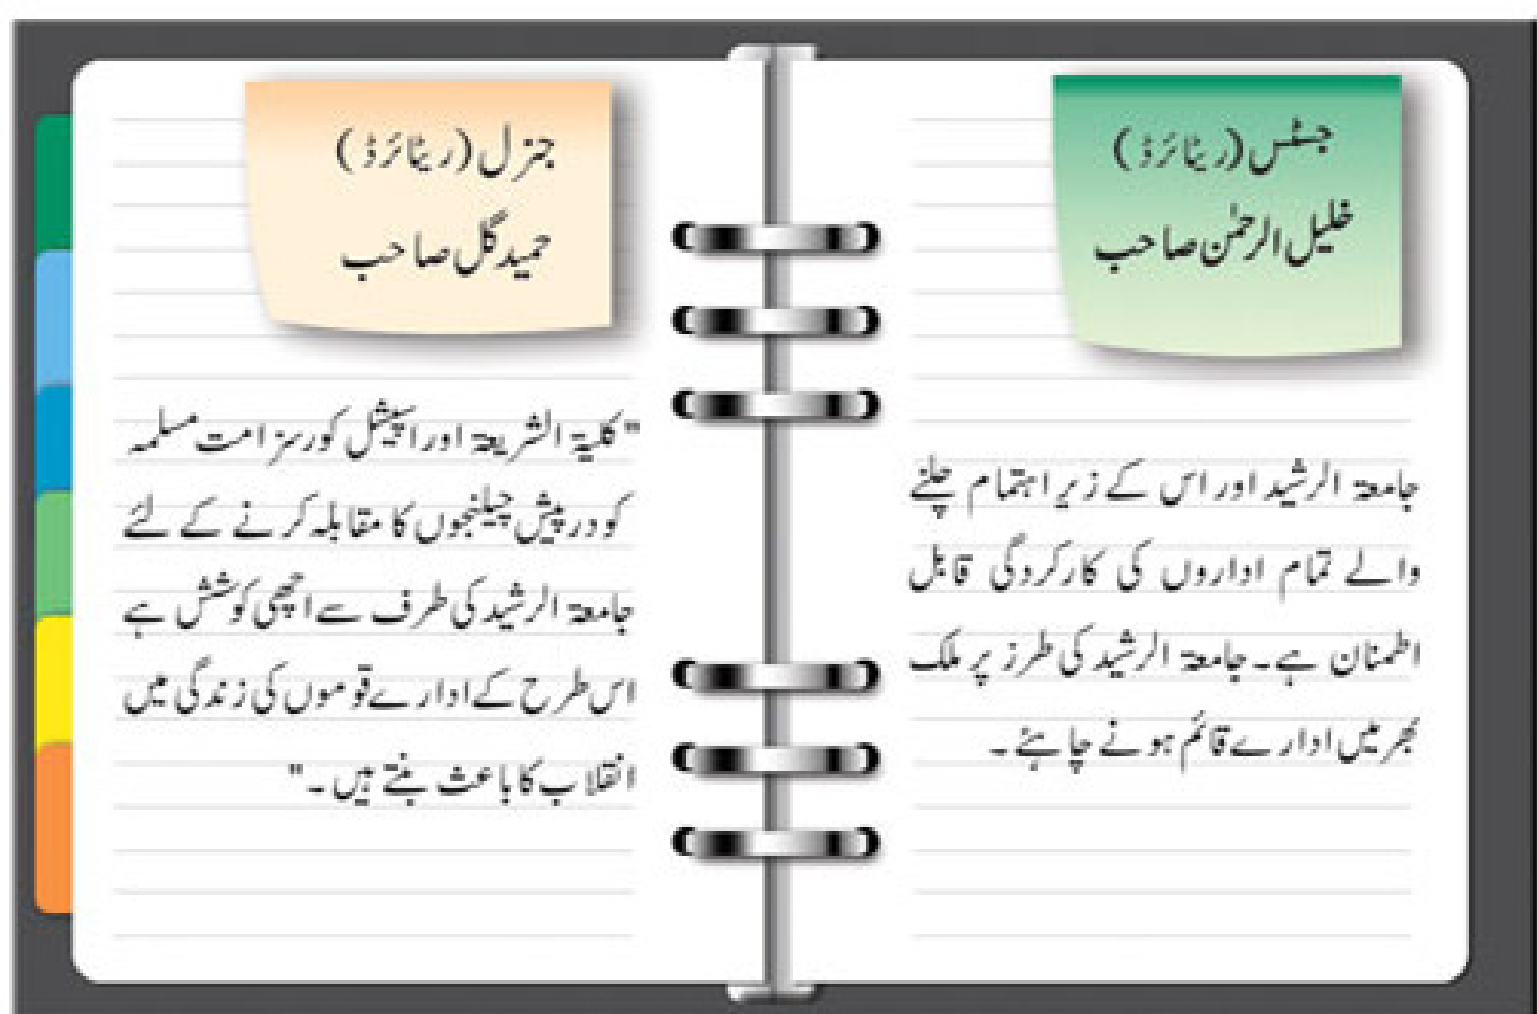 جسٹس (ریٹائرڈ)
خلیل الرحمٰن صاحب
جامعۃ الرشید اور اس کے زیر اہتمام چلنے
والے تمام اداروں کی کارکردگی قابل
اطمنان ہے۔ جامعۃ الرشید کی طرز پر ملک
بھر میں ادارے قائم ہونے چاہئے۔
جنرل (ریٹائرڈ)
حمید گل صاحب
"کلیۃ الشریعۃ اور اسپیشل کورسز امت مسلمہ
کو درپیش چیلنجوں کا مقابلہ کرنے کے لئے
جامعۃ الرشید کی طرف سے اچھی کوشش ہے
اس طرح کے ادارے قوموں کی زندگی میں
انقلاب کا باعث بنتے ہیں۔"